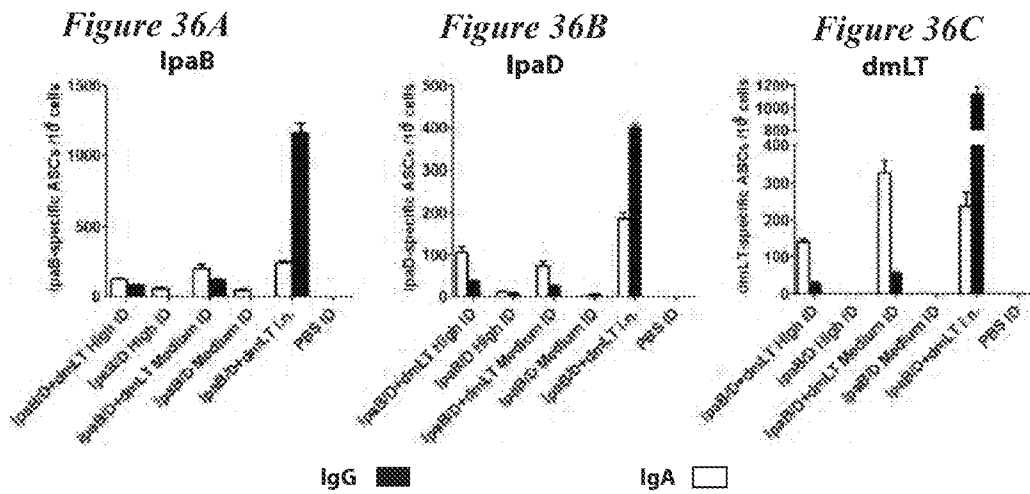 Figure 36A
IpaB
IpaB-specific ASCs /10⁶ cells
1500
1000
500
0
IpaB/D+dmLT High ID
IpaB/D High ID
IpaB/D+dmLT Medium ID
IpaB/D Medium ID
IpaB/D+dmLT i.n.
PBS ID
Figure 36B
IpaD
IpaD-specific ASCs /10⁶ cells
500
400
300
200
100
0
IpaB/D+dmLT High ID
IpaB/D High ID
IpaB/D+dmLT Medium ID
IpaB/D Medium ID
IpaB/D+dmLT i.n.
PBS ID
Figure 36C
dmLT
dmLT-specific ASCs /10⁶ cells
1200
1000
800
400
300
200
100
0
IpaB/D+dmLT High ID
IpaB/D High ID
IpaB/D+dmLT Medium ID
IpaB/D Medium ID
IpaB/D+dmLT i.n.
PBS ID
IgG
IgA